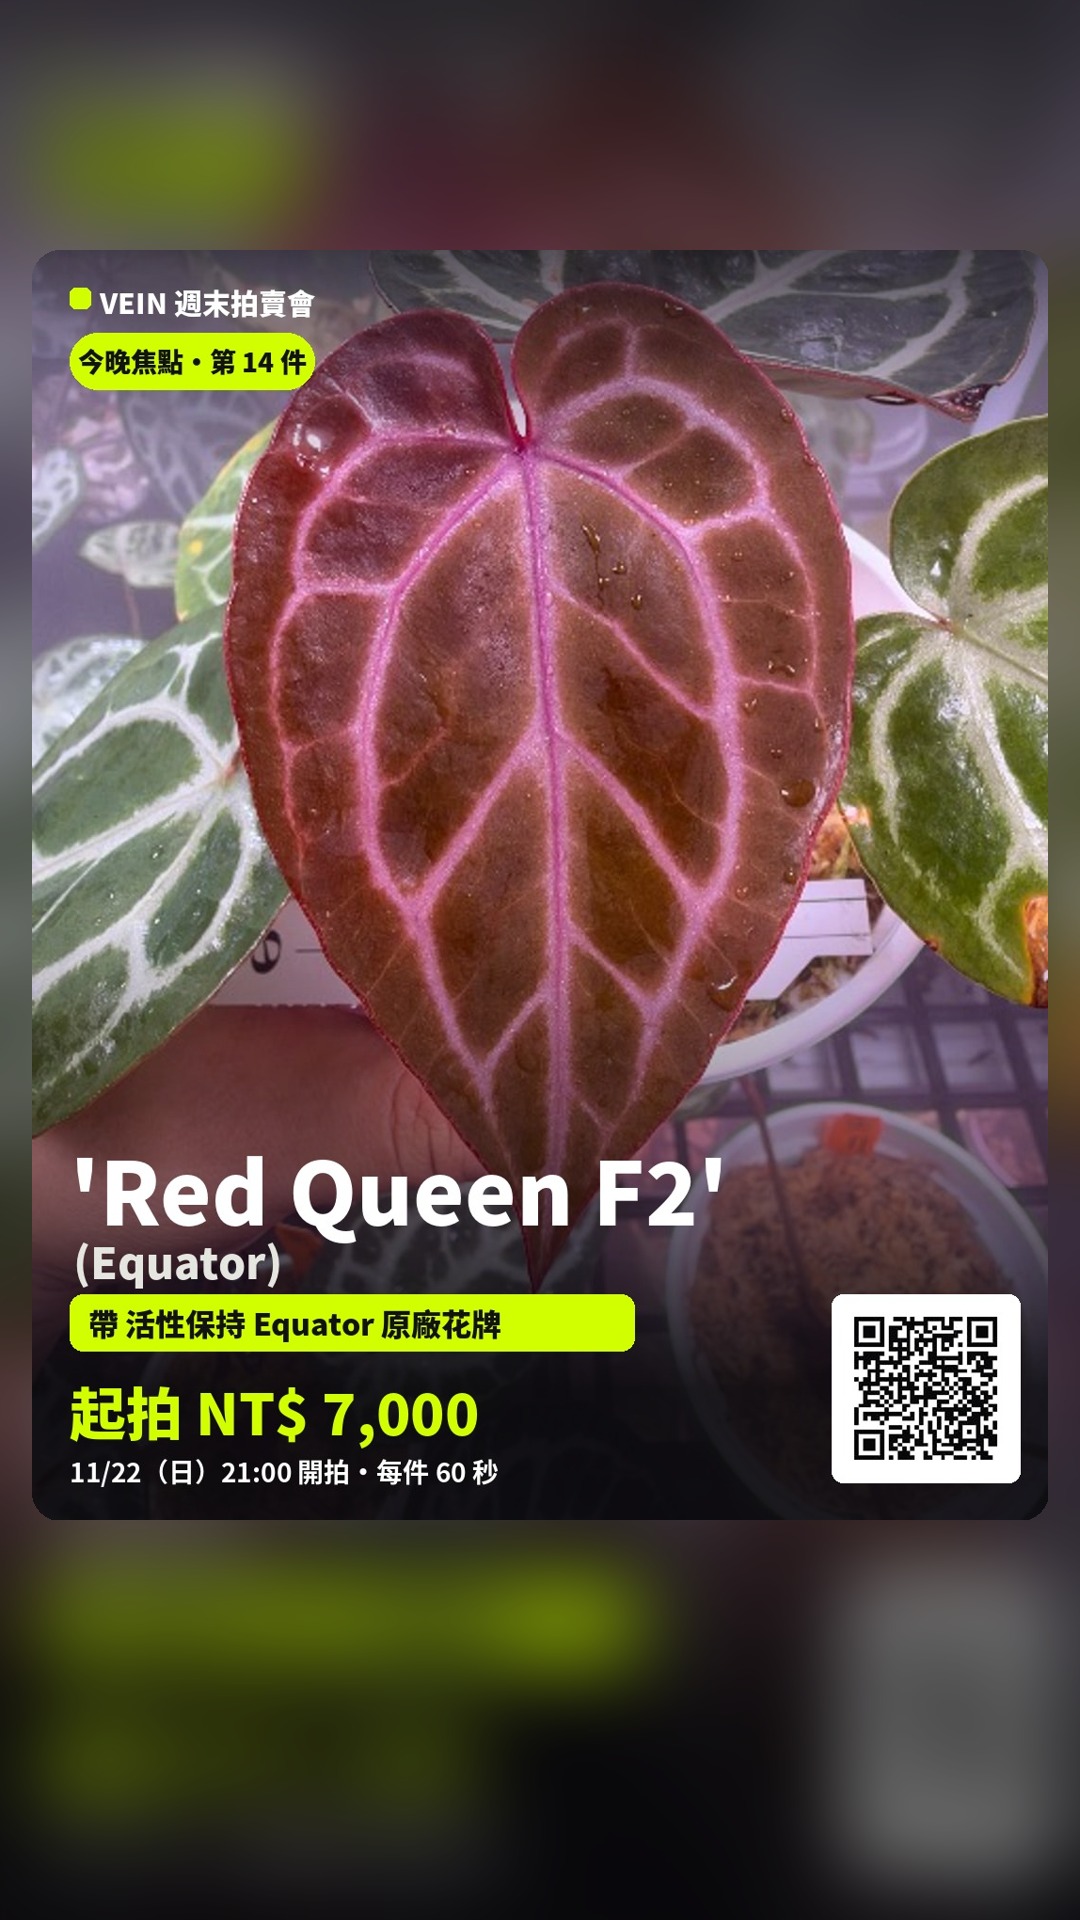 VEIN 週末拍賣會
今晚焦點・第 14 件
'Red Queen F2'
(Equator)
帶 活性保持 Equator 原廠花牌
起拍 NT$ 7,000
11/22（日）21:00 開拍・每件 60 秒